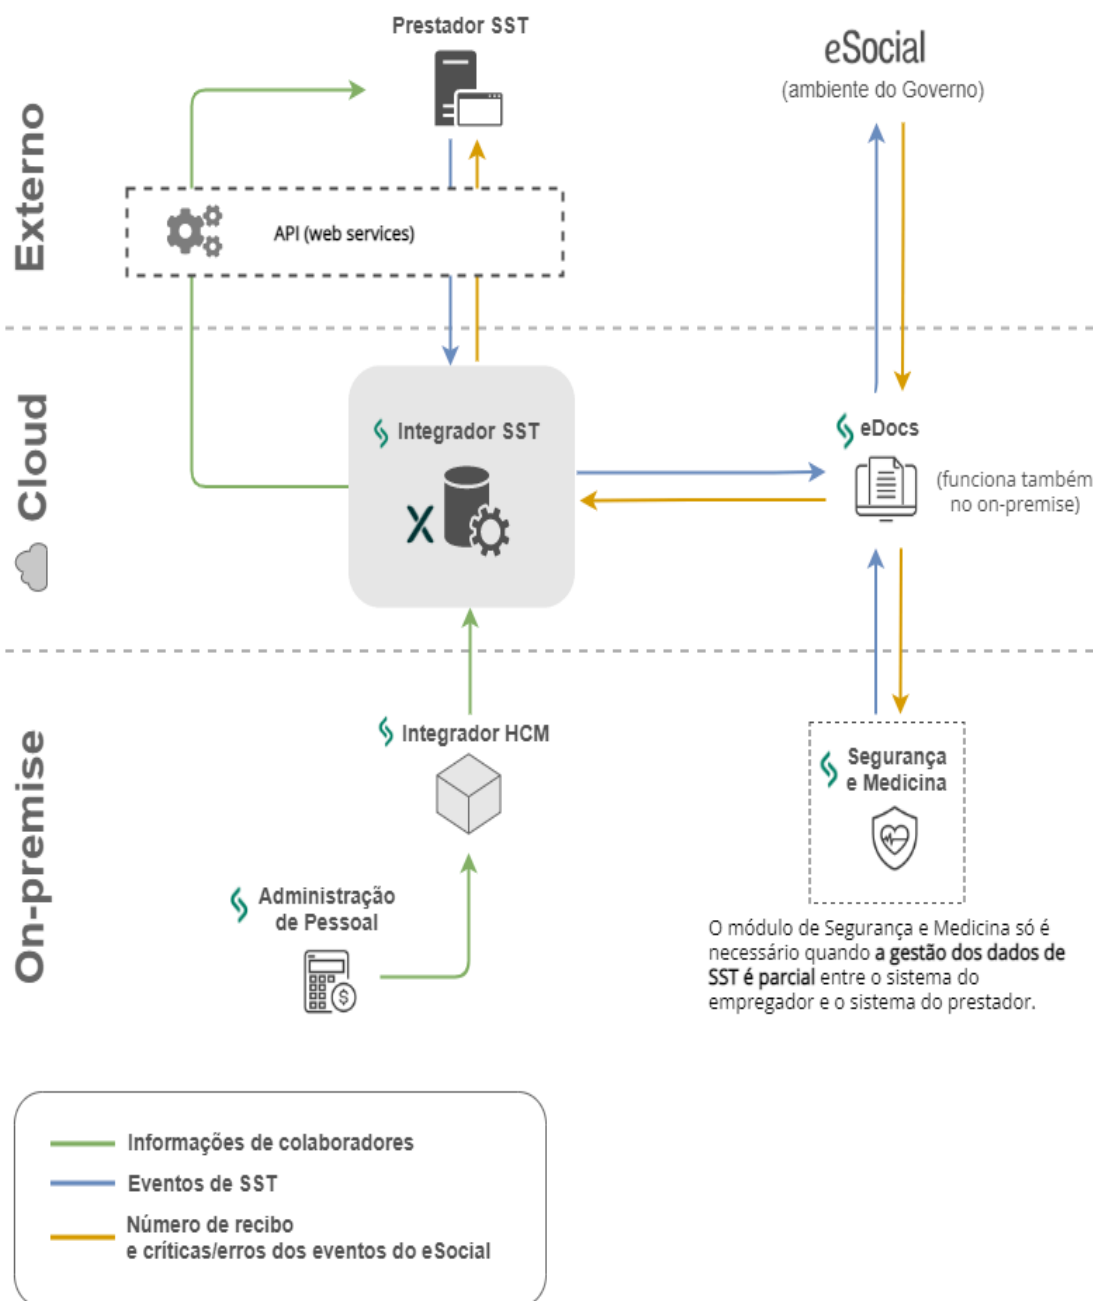 Prestador SST
eSocial
(ambiente do Governo)
Externo
API (web services)
Cloud
Integrador SST
X
eDocs
(funciona também
no on-premise)
On-premise
Integrador HCM
Segurança
e Medicina
Administração
de Pessoal
$
O módulo de Segurança e Medicina só é
necessário quando a gestão dos dados de
SST é parcial entre o sistema do
empregador e o sistema do prestador.
Informações de colaboradores
Eventos de SST
Número de recibo
e críticas/erros dos eventos do eSocial